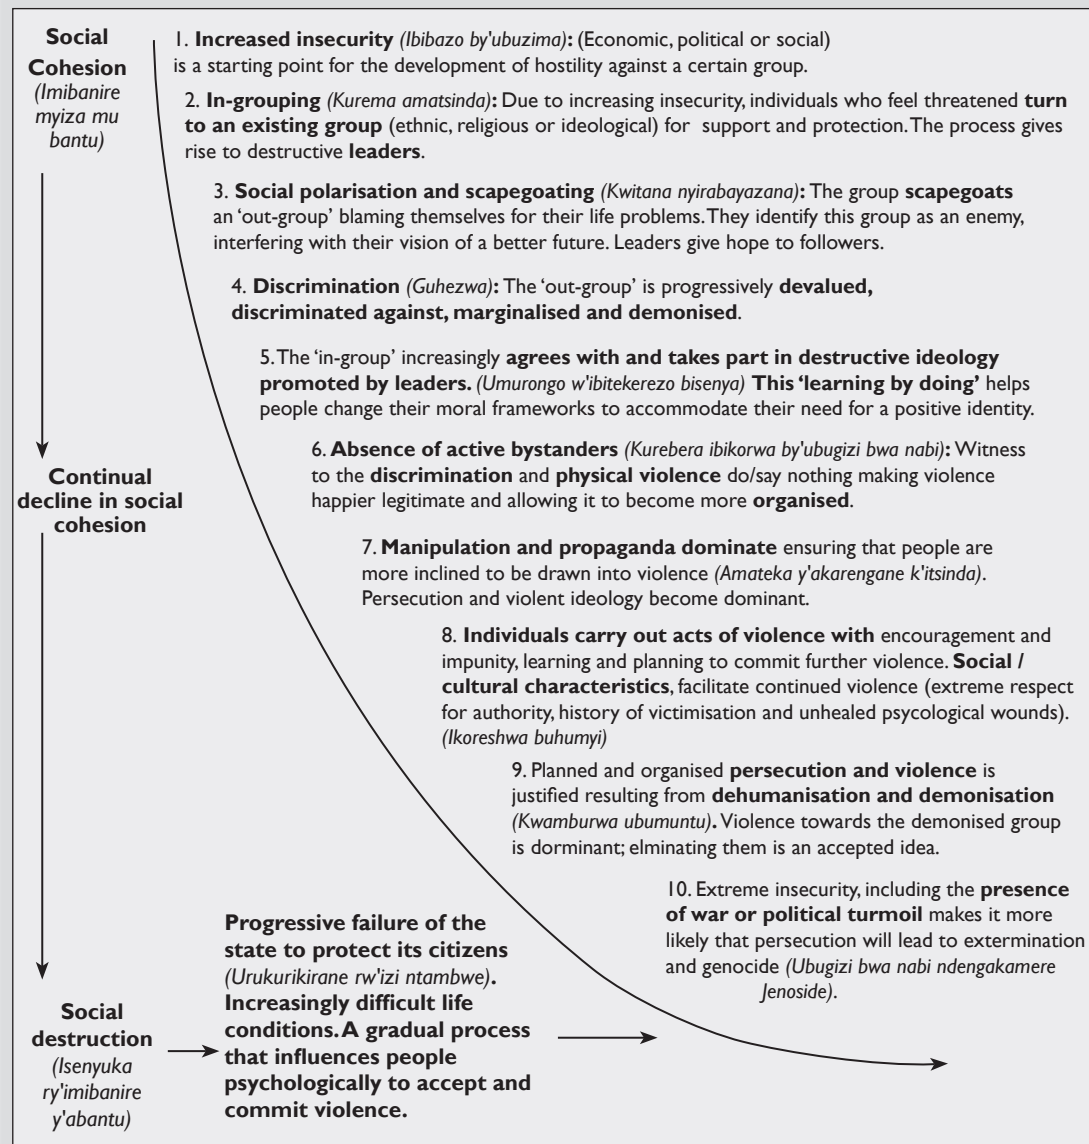 Social
Cohesion
(Imibanire
myiza mu
bantu)
1. Increased insecurity (Ibibazo by'ubuzima): (Economic, political or social)
is a starting point for the development of hostility against a certain group.
2. In-grouping (Kurema amatsinda): Due to increasing insecurity, individuals who feel threatened turn
to an existing group (ethnic, religious or ideological) for support and protection. The process gives
rise to destructive leaders.
3. Social polarisation and scapegoating (Kwitana nyirabayazana): The group scapegoats
an 'out-group' blaming themselves for their life problems. They identify this group as an enemy,
interfering with their vision of a better future. Leaders give hope to followers.
4. Discrimination (Guhezwa): The 'out-group' is progressively devalued,
discriminated against, marginalised and demonised.
5. The 'in-group' increasingly agrees with and takes part in destructive ideology
promoted by leaders. (Umurongo w'ibitekerezo bisenya) This 'learning by doing' helps
people change their moral frameworks to accommodate their need for a positive identity.
6. Absence of active bystanders (Kurebera ibikorwa by'ubugizi bwa nabi): Witness
to the discrimination and physical violence do/say nothing making violence
happier legitimate and allowing it to become more organised.
Continual
decline in social
cohesion
7. Manipulation and propaganda dominate ensuring that people are
more inclined to be drawn into violence (Amateka y'akarengane k'itsinda).
Persecution and violent ideology become dominant.
8. Individuals carry out acts of violence with encouragement and
impunity, learning and planning to commit further violence. Social /
cultural characteristics, facilitate continued violence (extreme respect
for authority, history of victimisation and unhealed psycological wounds).
(Ikoreshwa buhumyi)
9. Planned and organised persecution and violence is
justified resulting from dehumanisation and demonisation
(Kwamburwa ubumuntu). Violence towards the demonised group
is dorminant; elminating them is an accepted idea.
10. Extreme insecurity, including the presence
of war or political turmoil makes it more
likely that persecution will lead to extermination
and genocide (Ubugizi bwa nabi ndengakamere
Jenoside).
Social
destruction
(Isenyuka
ry'imibanire
y'abantu)
Progressive failure of the
state to protect its citizens
(Urukurikirane rw'izi ntambwe).
Increasingly difficult life
conditions. A gradual process
that influences people
psychologically to accept and
commit violence.